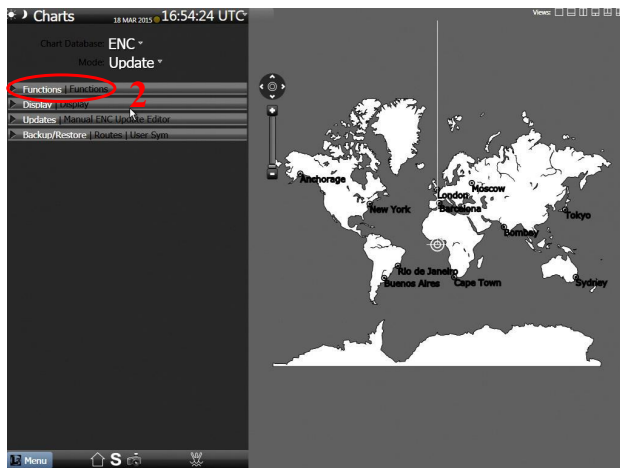 Charts 18 MAR 2015 16:54:24 UTC
Views:
Chart Database: ENC
Mode: Update
Functions | Functions
2
Display | Display
Updates | Manual ENC Update Editor
Backup/Restore | Routes | User Sym
Anchorage
Moscow
London
New York
Barcelona
Tokyo
Bombay
Rio de Janeiro
Buenos Aires
Cape Town
Sydney
Menu
S